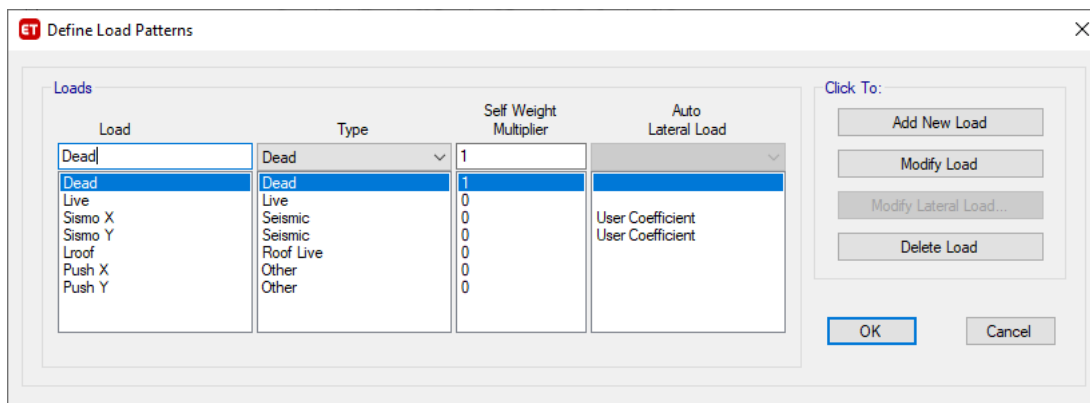 ET Define Load Patterns
Loads
Load Type Self Weight Multiplier Auto Lateral Load
Dead Dead 1
Dead Dead 1
Live Live 0
Sismo X Seismic 0 User Coefficient
Sismo Y Seismic 0 User Coefficient
Lroof Roof Live 0
Push X Other 0
Push Y Other 0
Click To:
Add New Load
Modify Load
Modify Lateral Load...
Delete Load
OK Cancel